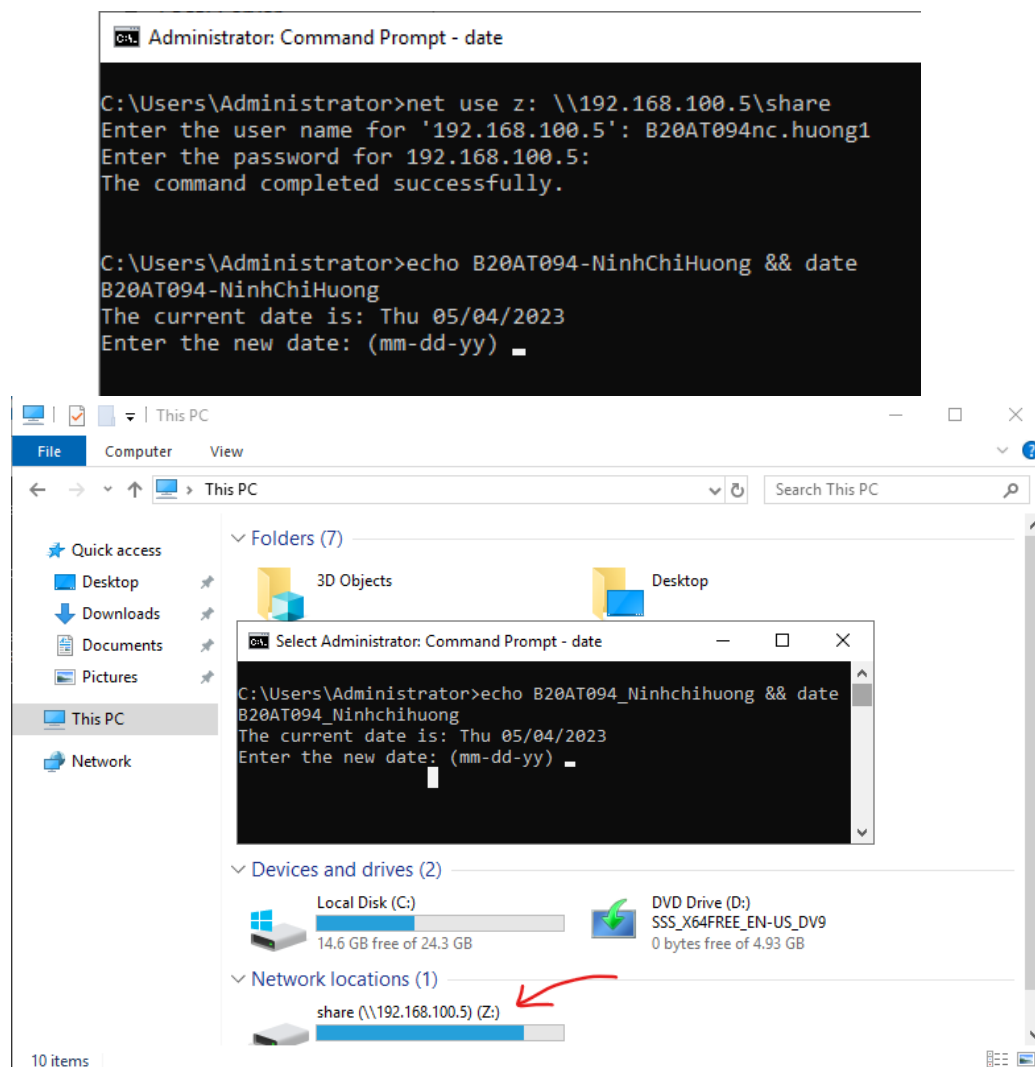 Administrator: Command Prompt - date
C:\Users\Administrator>net use z: \\192.168.100.5\share
Enter the user name for '192.168.100.5': B20AT094nc.huong1
Enter the password for 192.168.100.5:
The command completed successfully.
C:\Users\Administrator>echo B20AT094-NinhChiHuong && date
B20AT094-NinhChiHuong
The current date is: Thu 05/04/2023
Enter the new date: (mm-dd-yy)
This PC
File Computer View
This PC
Search This PC
Quick access
Desktop
Downloads
Documents
Pictures
This PC
Network
Folders (7)
3D Objects
Desktop
Select Administrator: Command Prompt - date
C:\Users\Administrator>echo B20AT094_Ninhchihuong && date
B20AT094_Ninhchihuong
The current date is: Thu 05/04/2023
Enter the new date: (mm-dd-yy)
Devices and drives (2)
Local Disk (C:)
14.6 GB free of 24.3 GB
DVD Drive (D:)
SSS_X64FREE_EN-US_DV9
0 bytes free of 4.93 GB
Network locations (1)
share (\\192.168.100.5) (Z:)
10 items